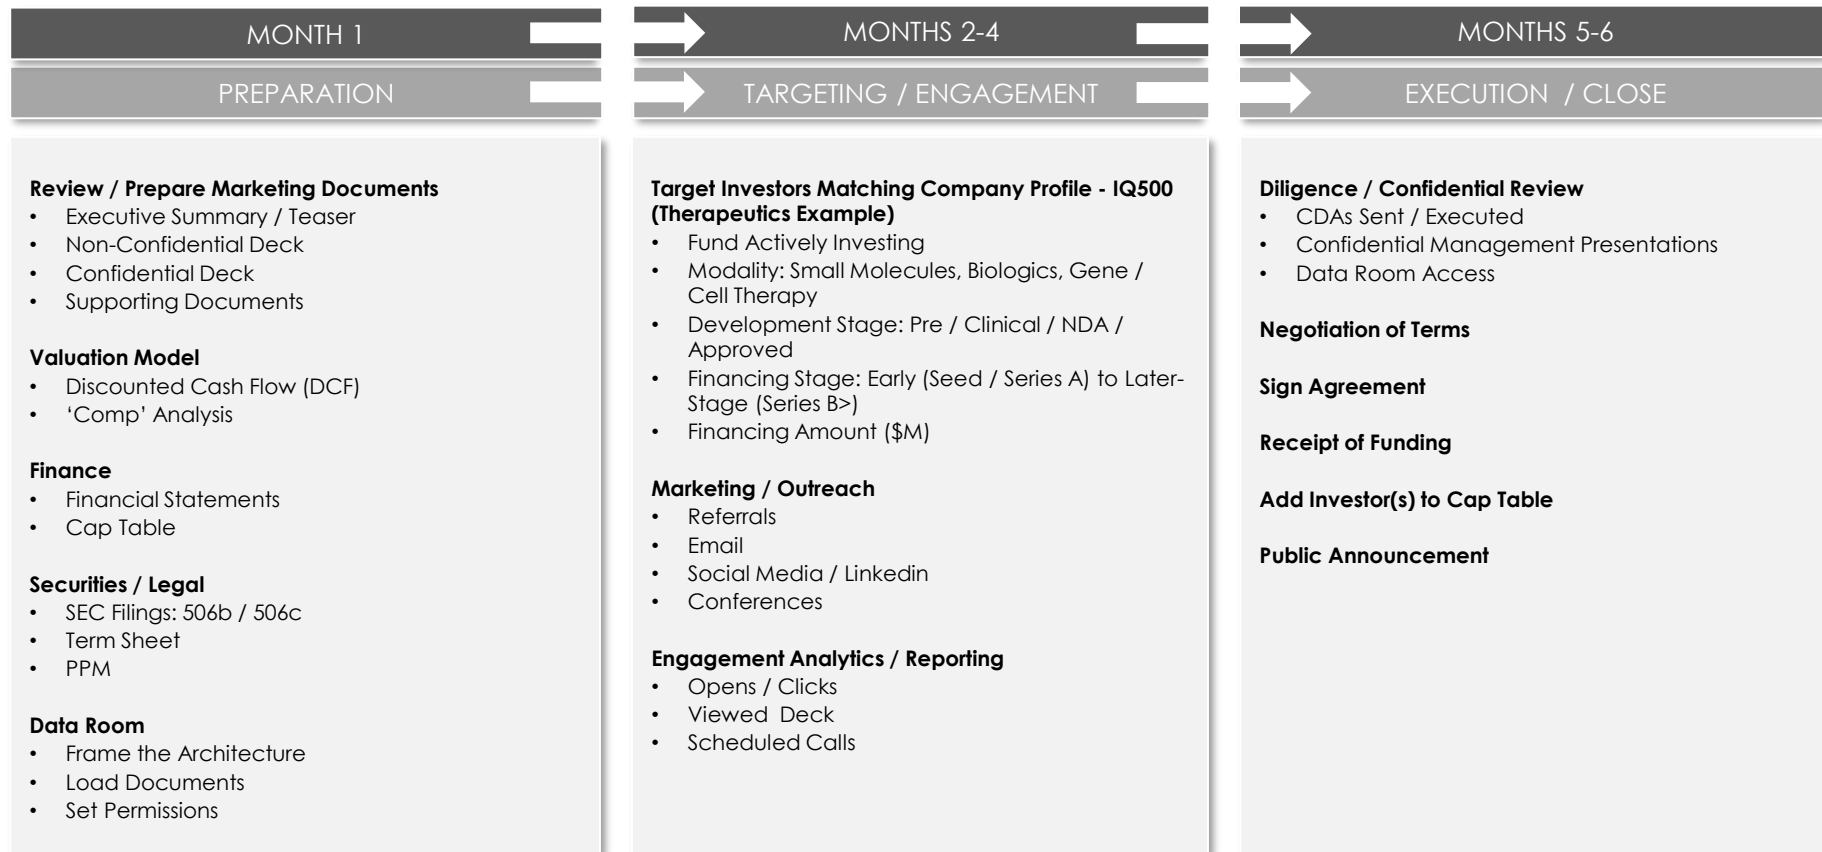 MONTH 1
PREPARATION
Review / Prepare Marketing Documents
• Executive Summary / Teaser
• Non-Confidential Deck
• Confidential Deck
• Supporting Documents
Valuation Model
• Discounted Cash Flow (DCF)
• ‘Comp’ Analysis
Finance
• Financial Statements
• Cap Table
Securities / Legal
• SEC Filings: 506b / 506c
• Term Sheet
• PPM
Data Room
• Frame the Architecture
• Load Documents
• Set Permissions
MONTHS 2-4
TARGETING / ENGAGEMENT
Target Investors Matching Company Profile - IQ500
(Therapeutics Example)
• Fund Actively Investing
• Modality: Small Molecules, Biologics, Gene /
Cell Therapy
• Development Stage: Pre / Clinical / NDA /
Approved
• Financing Stage: Early (Seed / Series A) to Later-
Stage (Series B>)
• Financing Amount ($M)
Marketing / Outreach
• Referrals
• Email
• Social Media / Linkedin
• Conferences
Engagement Analytics / Reporting
• Opens / Clicks
• Viewed Deck
• Scheduled Calls
MONTHS 5-6
EXECUTION / CLOSE
Diligence / Confidential Review
• CDAs Sent / Executed
• Confidential Management Presentations
• Data Room Access
Negotiation of Terms
Sign Agreement
Receipt of Funding
Add Investor(s) to Cap Table
Public Announcement